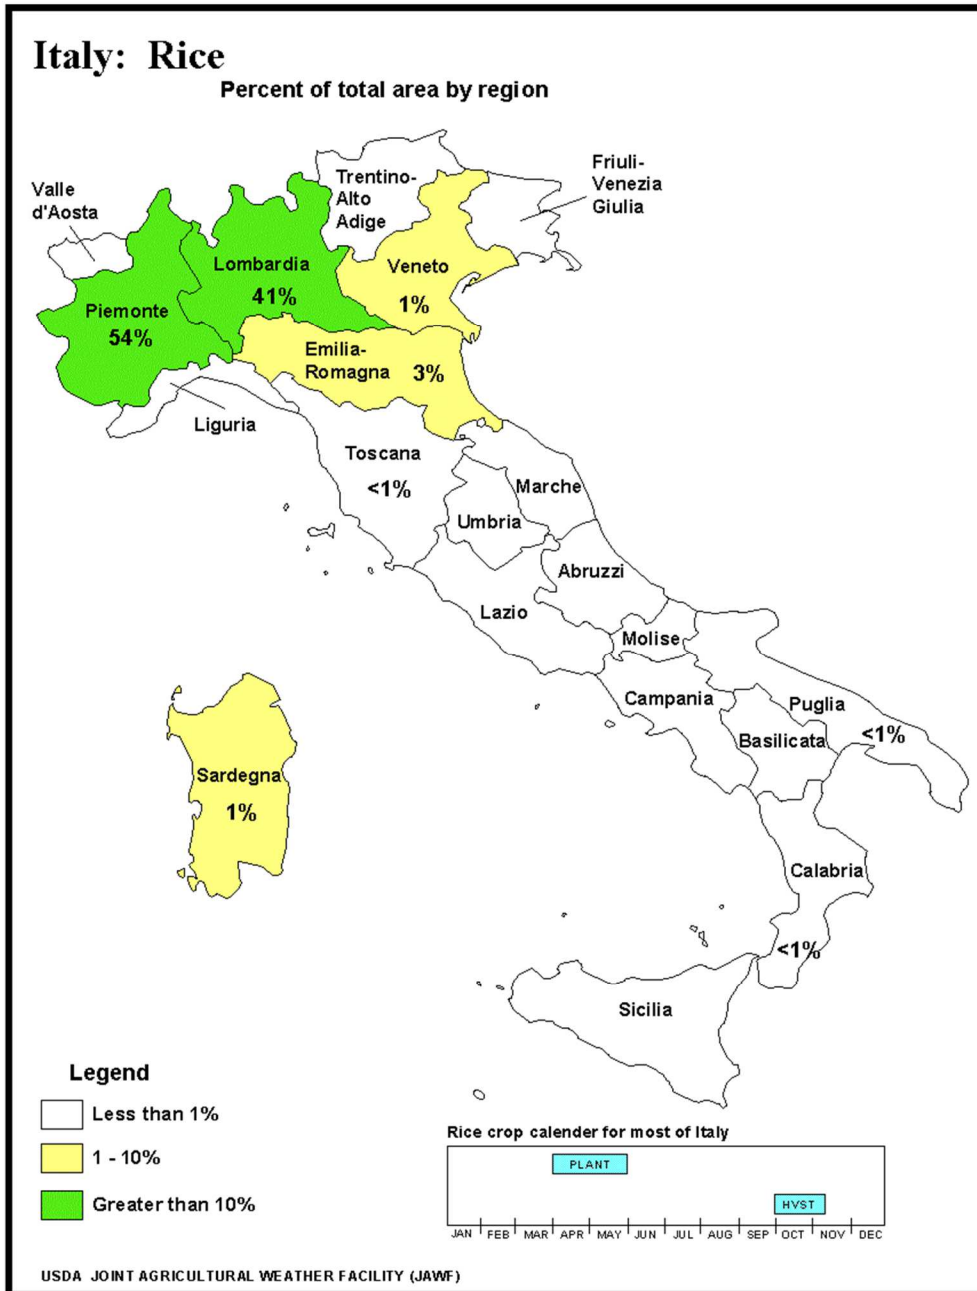 Italy: Rice
Percent of total area by region
Friuli-
Venezia
Giulia
Trentino-
Alto
Adige
Valle
d'Aosta
Lombardia
41%
Veneto
1%
Piemonte
54%
Emilia-
Romagna
3%
Liguria
Toscana
<1%
Marche
Umbria
Abruzzi
Lazio
Molise
Campania
Puglia
<1%
Basilicata
Sardegna
1%
Calabria
<1%
Sicilia
Legend
Less than 1%
1 - 10%
Greater than 10%
Rice crop calender for most of Italy
PLANT
HVST
JAN FEB MAR APR MAY JUN JUL AUG SEP OCT NOV DEC
USDA JOINT AGRICULTURAL WEATHER FACILITY (JAWF)